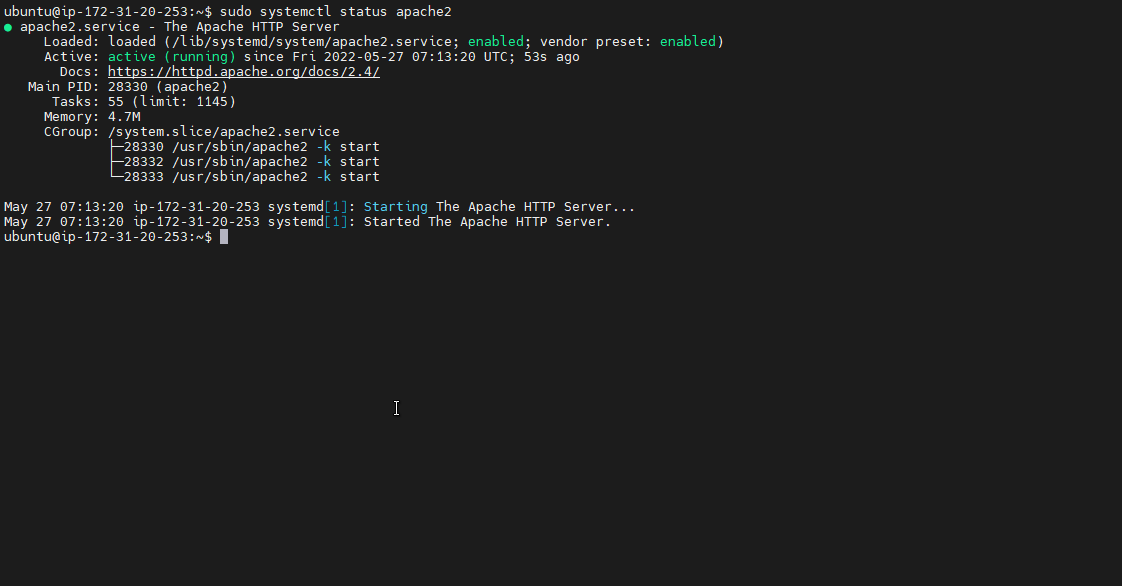 ubuntu@ip-172-31-20-253:~$ sudo systemctl status apache2
● apache2.service - The Apache HTTP Server
     Loaded: loaded (/lib/systemd/system/apache2.service; enabled; vendor preset: enabled)
     Active: active (running) since Fri 2022-05-27 07:13:20 UTC; 53s ago
       Docs: https://httpd.apache.org/docs/2.4/
   Main PID: 28330 (apache2)
      Tasks: 55 (limit: 1145)
     Memory: 4.7M
     CGroup: /system.slice/apache2.service
             ├─28330 /usr/sbin/apache2 -k start
             ├─28332 /usr/sbin/apache2 -k start
             └─28333 /usr/sbin/apache2 -k start

May 27 07:13:20 ip-172-31-20-253 systemd[1]: Starting The Apache HTTP Server...
May 27 07:13:20 ip-172-31-20-253 systemd[1]: Started The Apache HTTP Server.
ubuntu@ip-172-31-20-253:~$